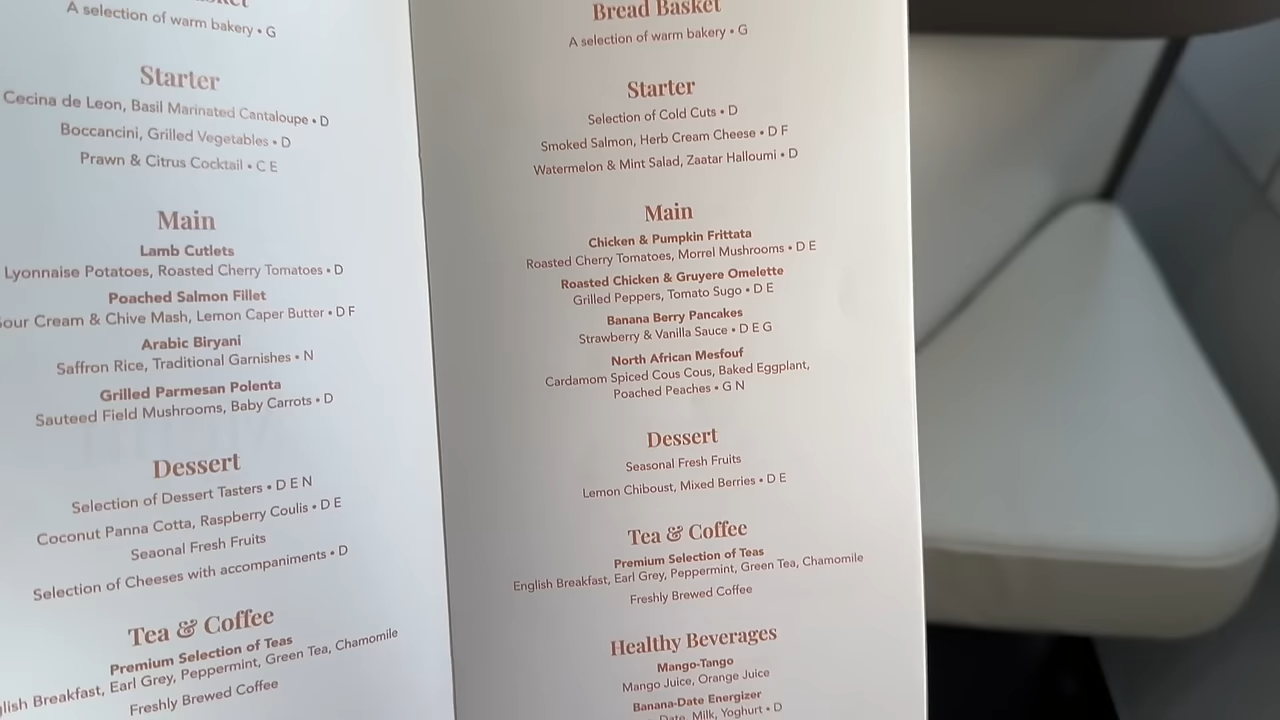 A selection of warm bakery • G
Starter
Cecina de Leon, Basil Marinated Cantaloupe • D
Boccancini, Grilled Vegetables • D
Prawn & Citrus Cocktail • C E
Main
Lamb Cutlets
Lyonnaise Potatoes, Roasted Cherry Tomatoes • D
Poached Salmon Fillet
Sour Cream & Chive Mash, Lemon Caper Butter • D F
Arabic Biryani
Saffron Rice, Traditional Garnishes • N
Grilled Parmesan Polenta
Sauteed Field Mushrooms, Baby Carrots • D
Dessert
Selection of Dessert Tasters • D E N
Coconut Panna Cotta, Raspberry Coulis • D E
Seaonal Fresh Fruits
Selection of Cheeses with accompaniments • D
Tea & Coffee
Premium Selection of Teas
English Breakfast, Earl Grey, Peppermint, Green Tea, Chamomile
Freshly Brewed Coffee
Bread Basket
A selection of warm bakery • G
Starter
Selection of Cold Cuts • D
Smoked Salmon, Herb Cream Cheese • D F
Watermelon & Mint Salad, Zaatar Halloumi • D
Main
Chicken & Pumpkin Frittata
Roasted Cherry Tomatoes, Morrel Mushrooms • D E
Roasted Chicken & Gruyere Omelette
Grilled Peppers, Tomato Sugo • D E
Banana Berry Pancakes
Strawberry & Vanilla Sauce • D E G
North African Mesfouf
Cardamom Spiced Cous Cous, Baked Eggplant,
Poached Peaches • G N
Dessert
Seasonal Fresh Fruits
Lemon Chiboust, Mixed Berries • D E
Tea & Coffee
Premium Selection of Teas
English Breakfast, Earl Grey, Peppermint, Green Tea, Chamomile
Freshly Brewed Coffee
Healthy Beverages
Mango-Tango
Mango Juice, Orange Juice
Banana-Date Energizer
Date, Milk, Yoghurt • D